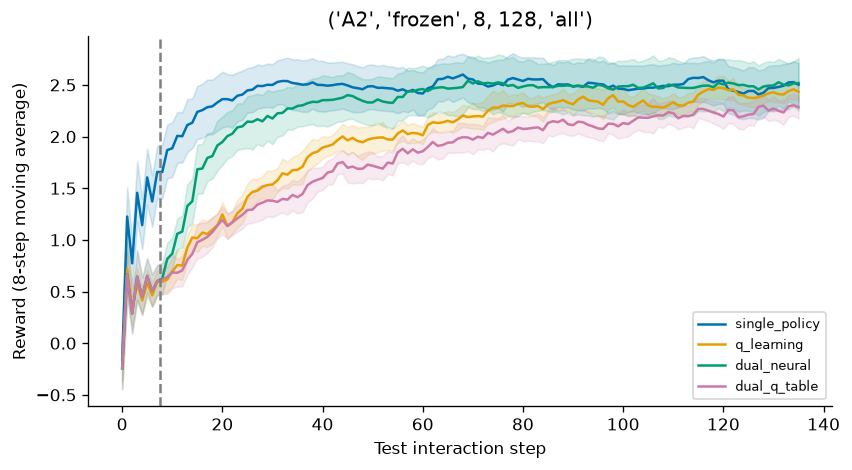 ('A2', 'frozen', 8, 128, 'all')
Reward (8-step moving average)
2.5
2.0
1.5
1.0
0.5
0.0
−0.5
0
20
40
60
80
100
120
140
Test interaction step
single_policy
q_learning
dual_neural
dual_q_table